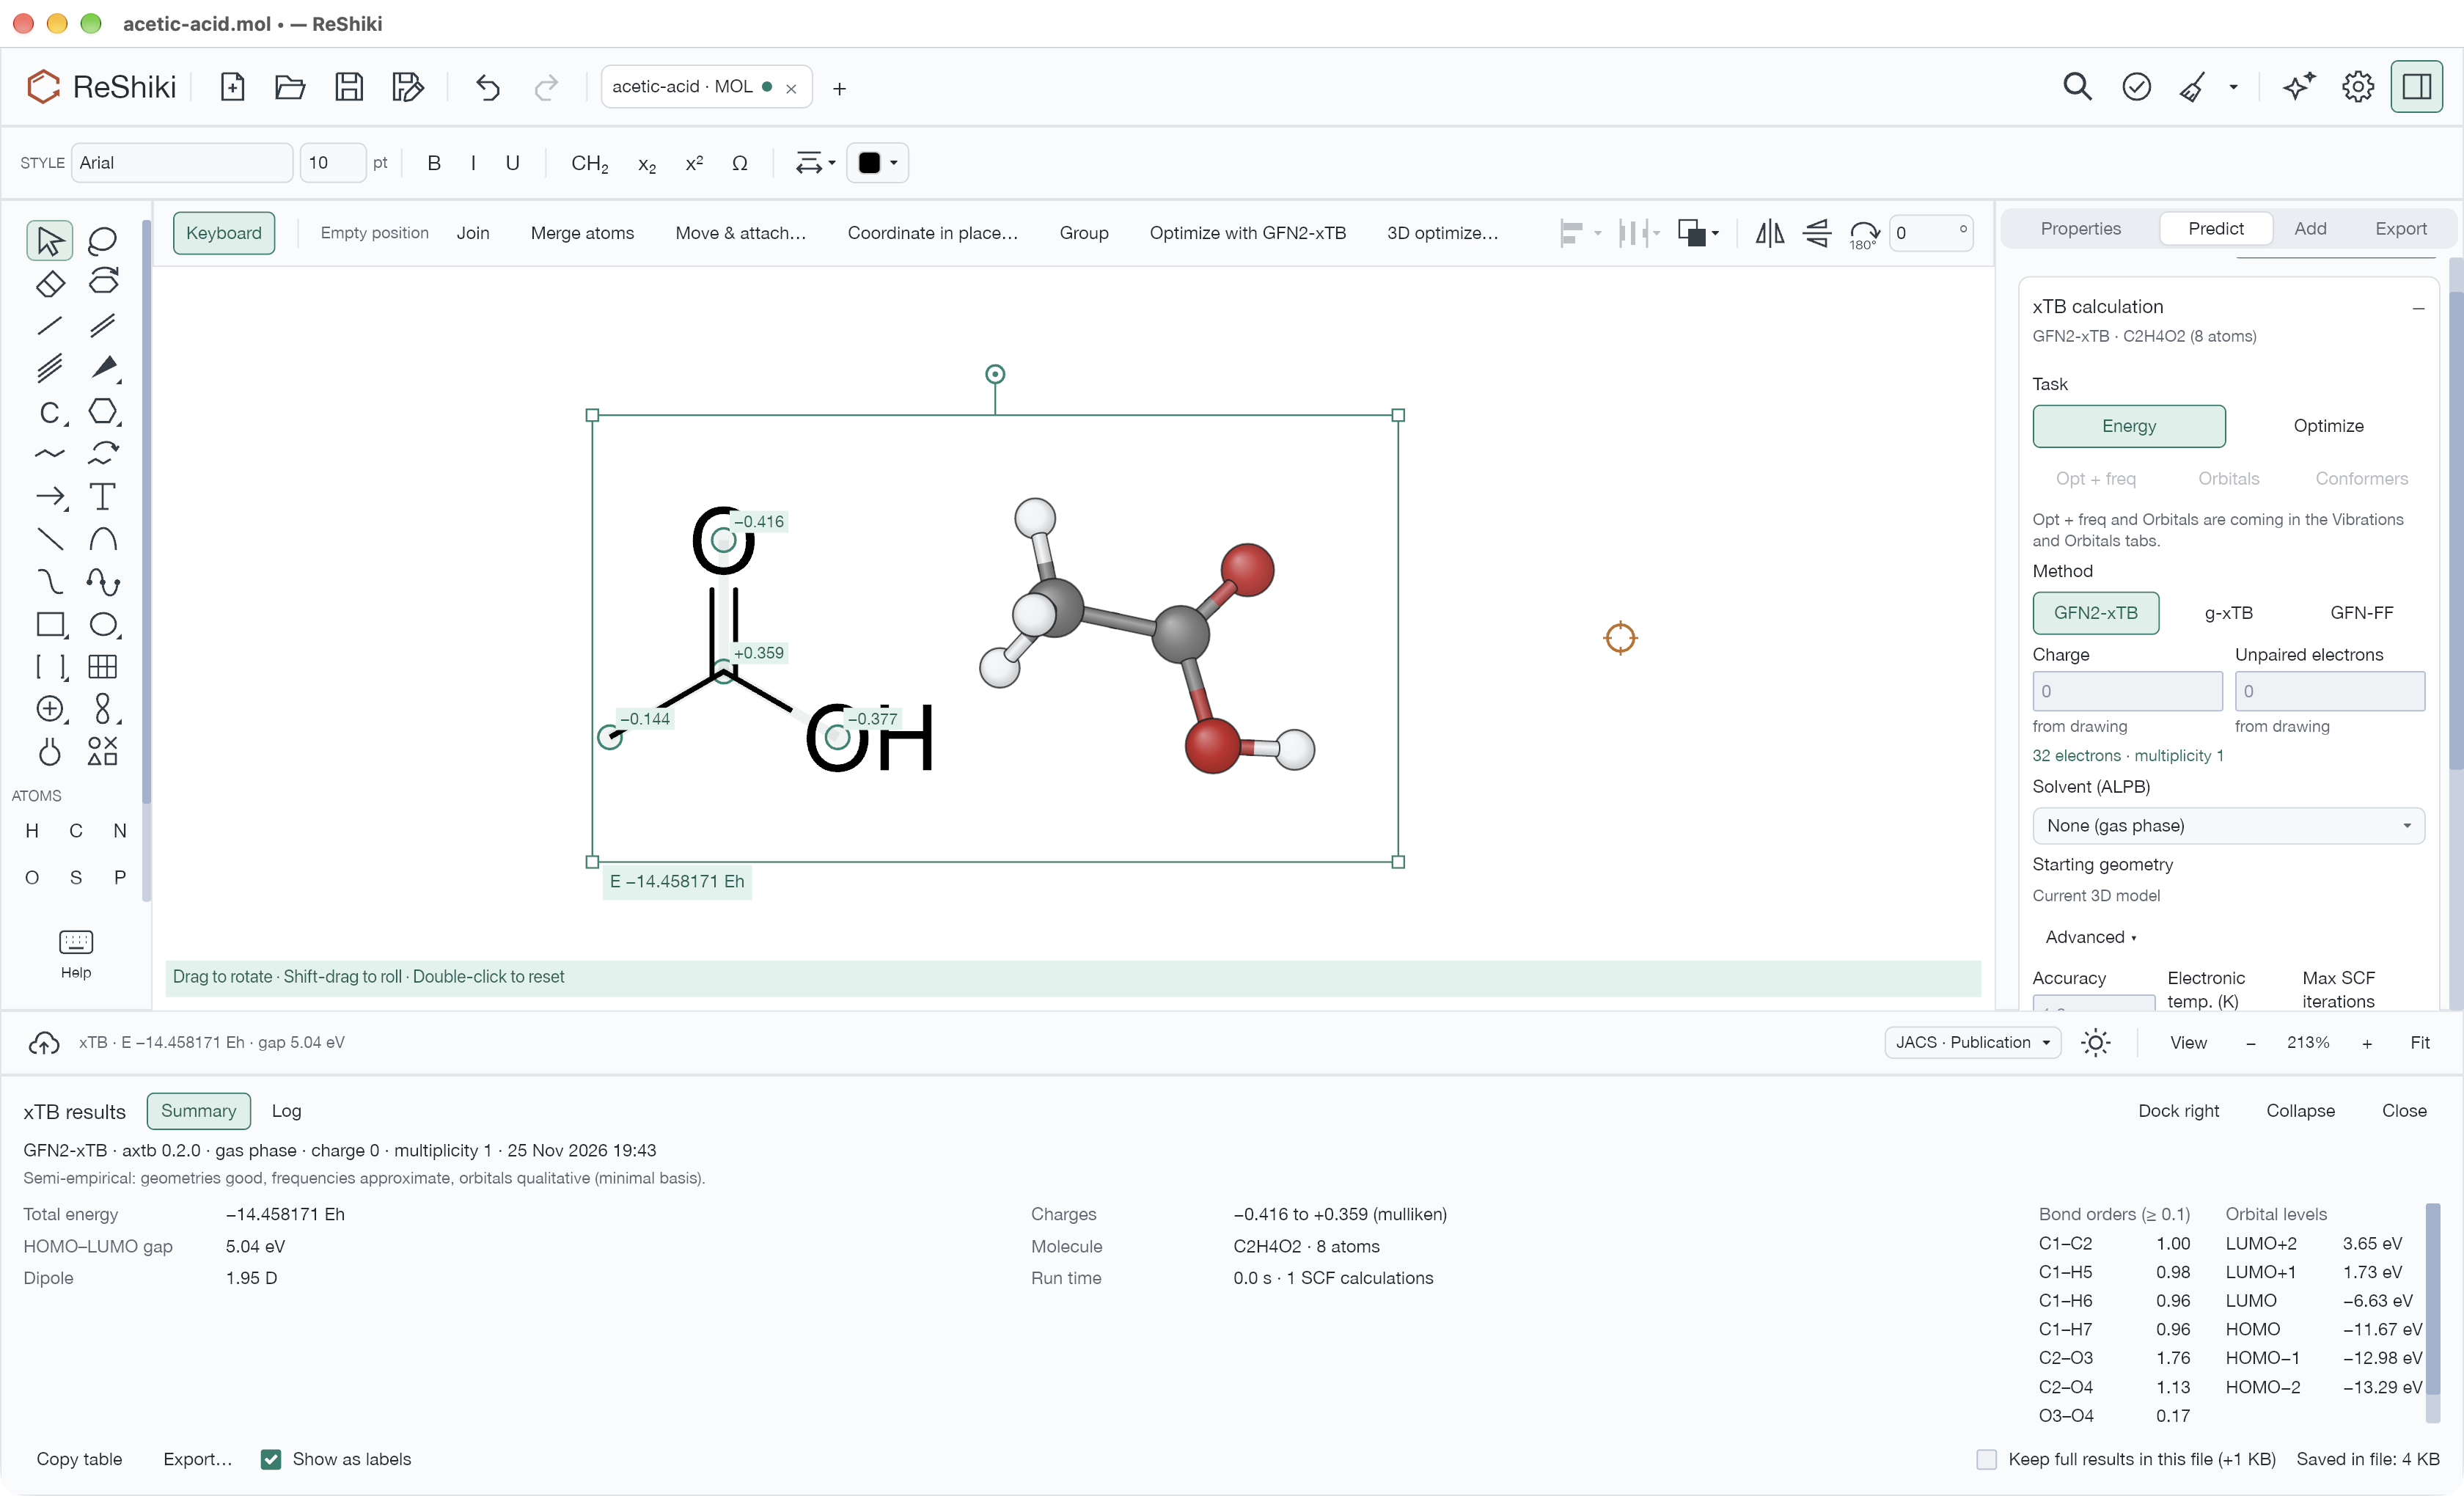 acetic-acid.mol • — ReShiki
ReShiki
acetic-acid · MOL
STYLE
Arial
10
pt
B
I
U
CH₂
x₂
x²
Ω
Keyboard
Empty position
Join
Merge atoms
Move & attach...
Coordinate in place...
Group
Optimize with GFN2-xTB
3D optimize...
180°
0 °
Properties
Predict
Add
Export
C
T
ATOMS
H C N
O S P
Help
O
−0.416
+0.359
−0.144
−0.377
OH
E −14.458171 Eh
Drag to rotate · Shift-drag to roll · Double-click to reset
xTB calculation
GFN2-xTB · C2H4O2 (8 atoms)
Task
Energy
Optimize
Opt + freq
Orbitals
Conformers
Opt + freq and Orbitals are coming in the Vibrations
and Orbitals tabs.
Method
GFN2-xTB
g-xTB
GFN-FF
Charge
Unpaired electrons
0
0
from drawing
from drawing
32 electrons · multiplicity 1
Solvent (ALPB)
None (gas phase)
Starting geometry
Current 3D model
Advanced
Accuracy
Electronic
temp. (K)
Max SCF
iterations
xTB · E −14.458171 Eh · gap 5.04 eV
JACS · Publication
View
− 213% +
Fit
xTB results
Summary
Log
Dock right
Collapse
Close
GFN2-xTB · axtb 0.2.0 · gas phase · charge 0 · multiplicity 1 · 25 Nov 2026 19:43
Semi-empirical: geometries good, frequencies approximate, orbitals qualitative (minimal basis).
Total energy −14.458171 Eh
HOMO–LUMO gap 5.04 eV
Dipole 1.95 D
Charges −0.416 to +0.359 (mulliken)
Molecule C2H4O2 · 8 atoms
Run time 0.0 s · 1 SCF calculations
Bond orders (≥ 0.1)
C1–C2 1.00
C1–H5 0.98
C1–H6 0.96
C1–H7 0.96
C2–O3 1.76
C2–O4 1.13
O3–O4 0.17
Orbital levels
LUMO+2 3.65 eV
LUMO+1 1.73 eV
LUMO −6.63 eV
HOMO −11.67 eV
HOMO−1 −12.98 eV
HOMO−2 −13.29 eV
Copy table
Export...
Show as labels
Keep full results in this file (+1 KB)
Saved in file: 4 KB